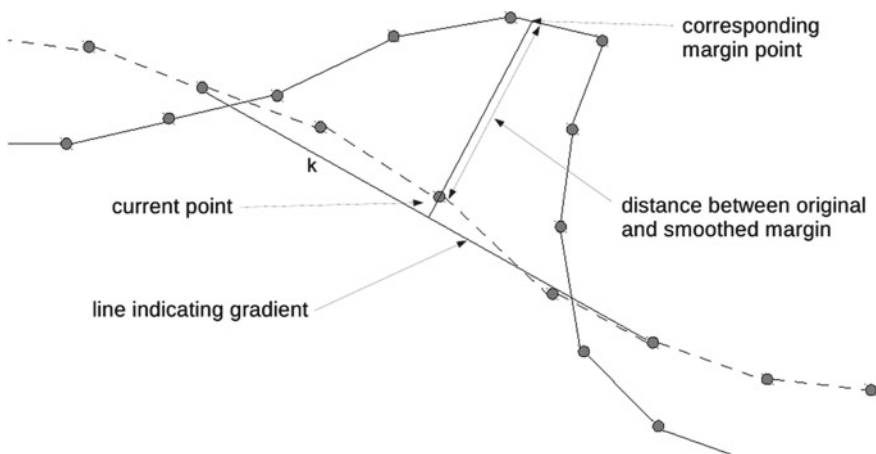 corresponding
margin point
k
current point
distance between original
and smoothed margin
line indicating gradient